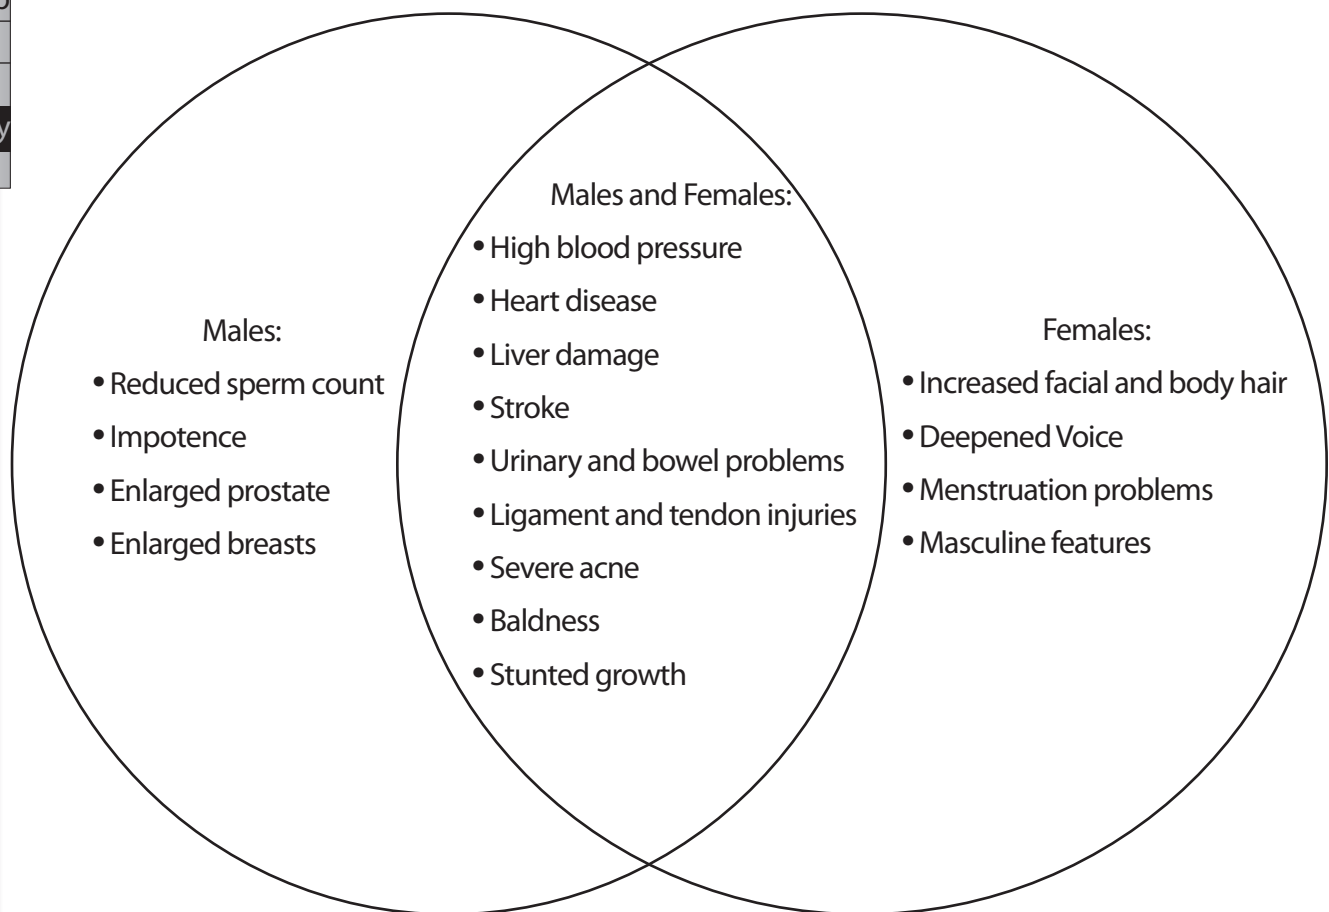 y
Males and Females:
• High blood pressure
• Heart disease
• Liver damage
• Stroke
• Urinary and bowel problems
• Ligament and tendon injuries
• Severe acne
• Baldness
• Stunted growth
Males:
• Reduced sperm count
• Impotence
• Enlarged prostate
• Enlarged breasts
Females:
• Increased facial and body hair
• Deepened Voice
• Menstruation problems
• Masculine features